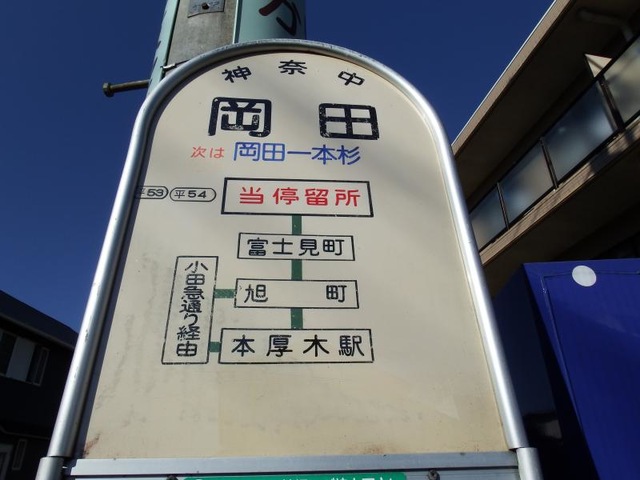 神奈中
岡田
次は 岡田一本杉
平53 平54
当停留所
富士見町
旭町
小田急通り経由
本厚木駅